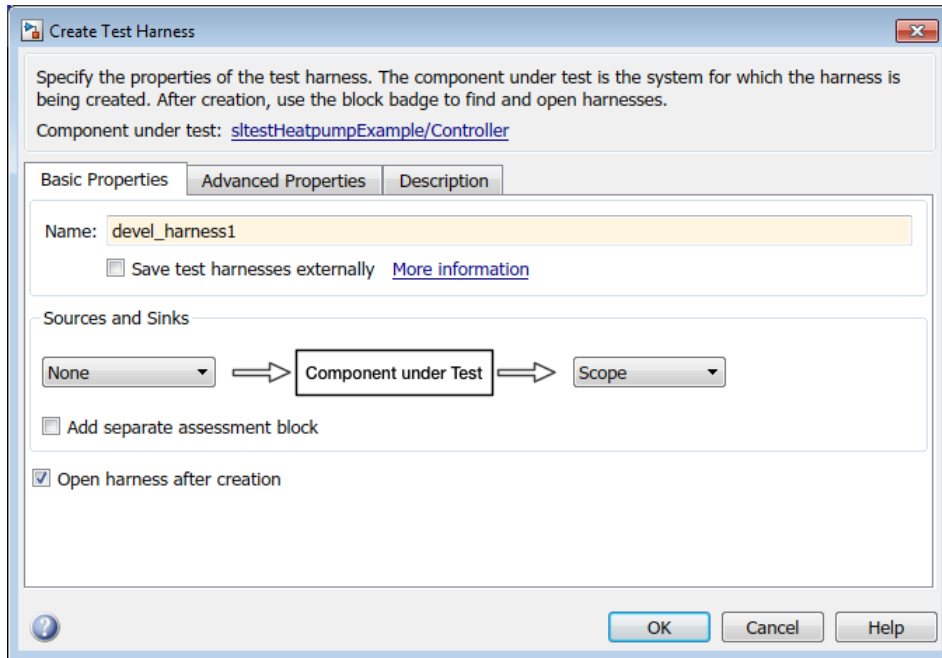 Create Test Harness
Specify the properties of the test harness. The component under test is the system for which the harness is
being created. After creation, use the block badge to find and open harnesses.
Component under test: sltestHeatpumpExample/Controller
Basic Properties Advanced Properties Description
Name: devel_harness1
Save test harnesses externally More information
Sources and Sinks
None Component under Test Scope
Add separate assessment block
Open harness after creation
? OK Cancel Help